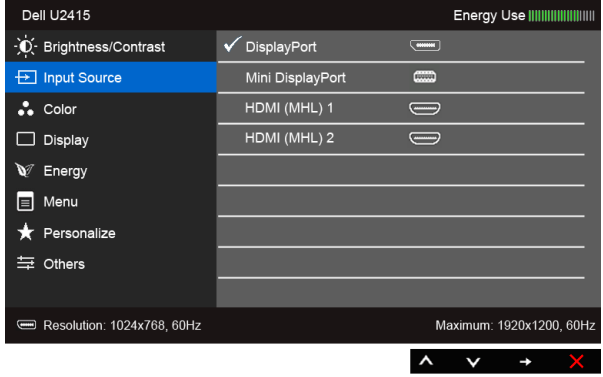 Dell U2415 Energy Use
Brightness/Contrast DisplayPort
Input Source Mini DisplayPort
Color HDMI (MHL) 1
Display HDMI (MHL) 2
Energy
Menu
Personalize
Others
Resolution: 1024x768, 60Hz Maximum: 1920x1200, 60Hz